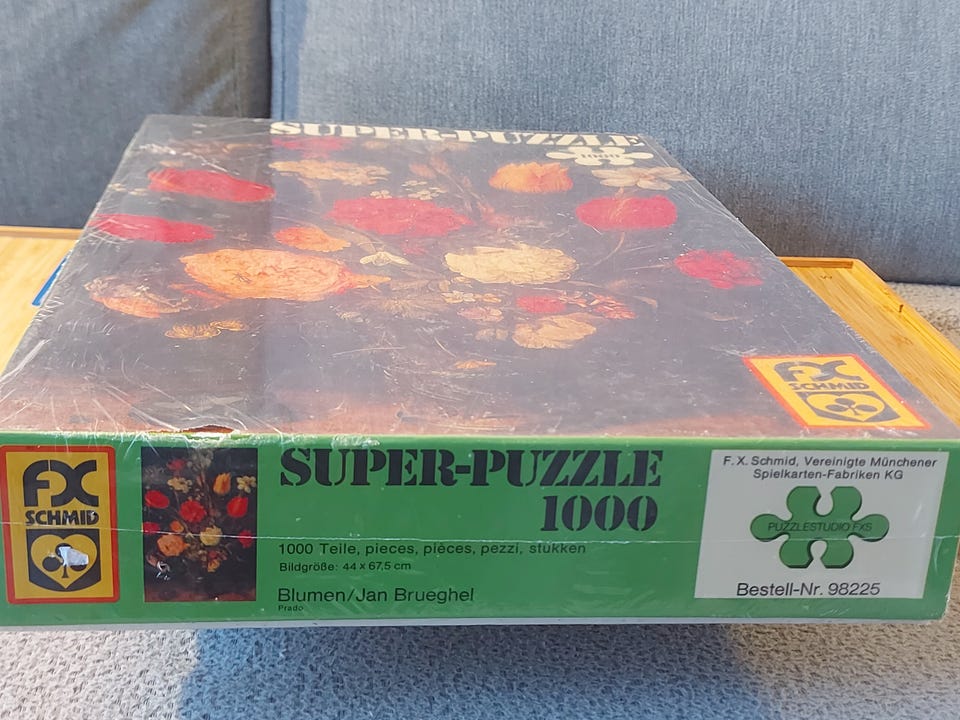 SUPER-PUZZLE
1000
FX
SCHMID
FX
SCHMID
SUPER-PUZZLE
1000
1000 Teile, pieces, pièces, pezzi, stukken
Bildgröße: 44 x 67,5 cm
Blumen/Jan Brueghel
Prado
F. X. Schmid, Vereinigte Münchener
Spielkarten-Fabriken KG
PUZZLESTUDIO FXS
Bestell-Nr. 98225